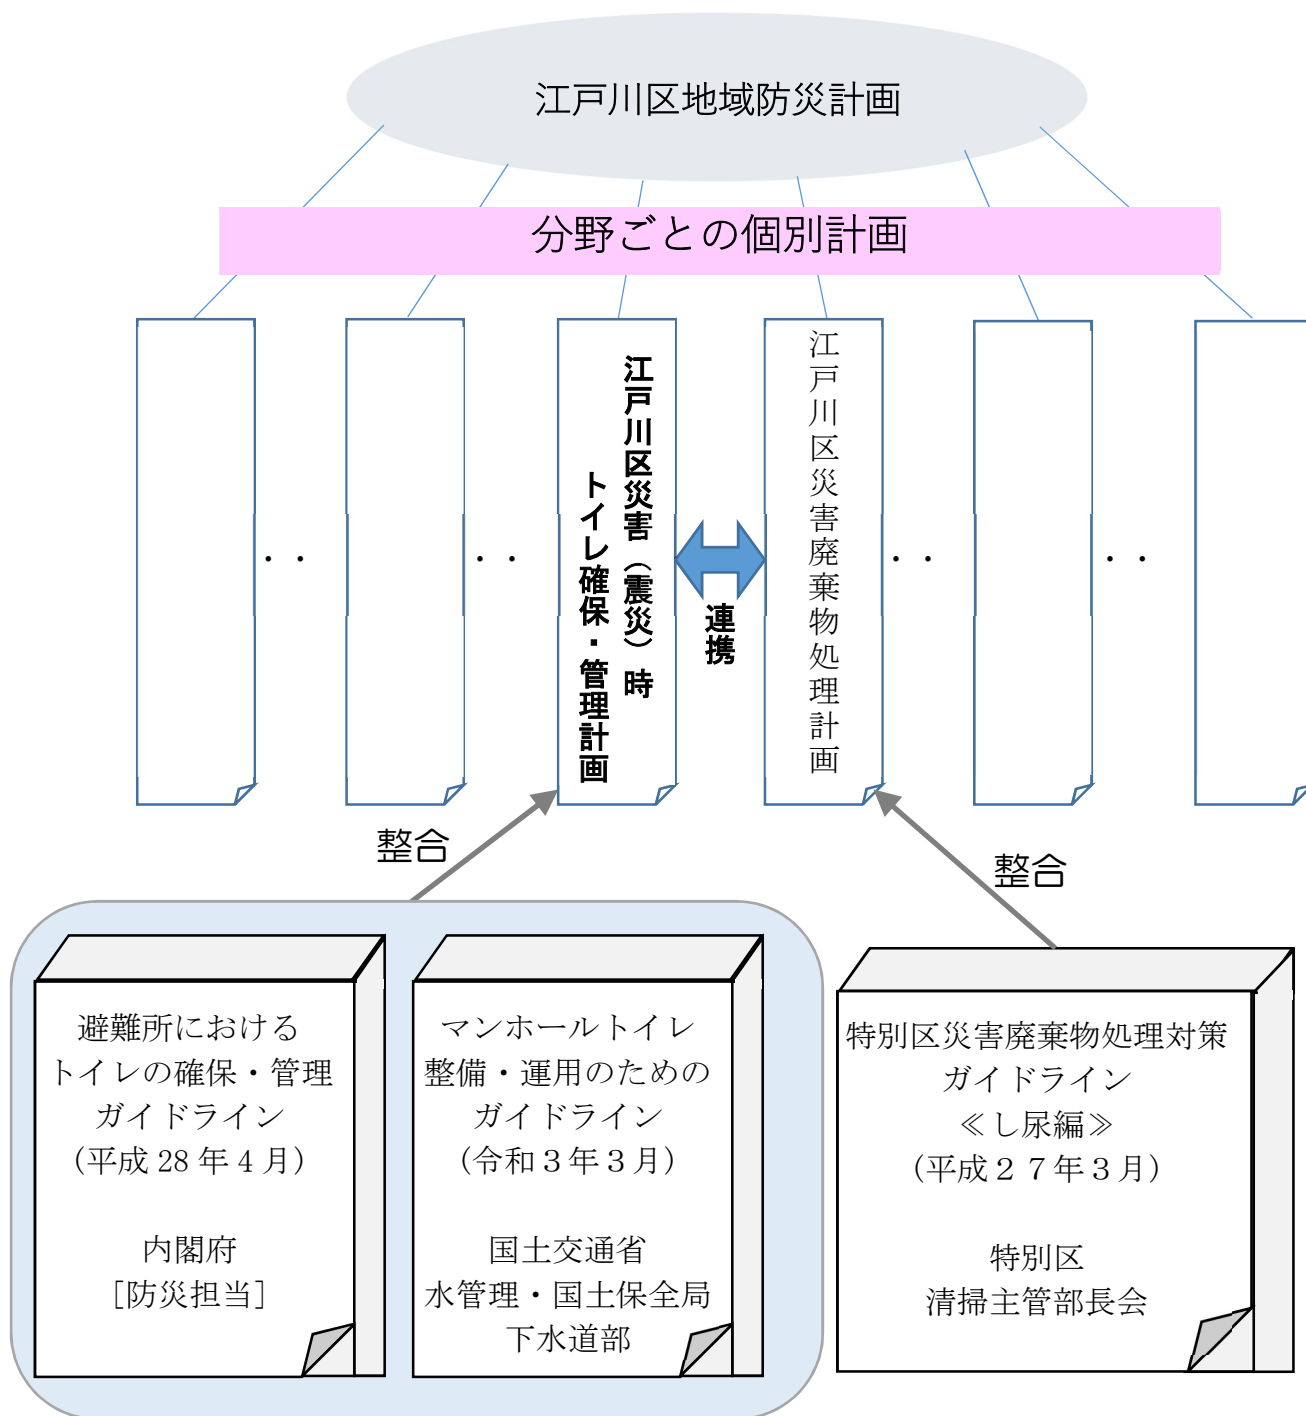 江戸川区地域防災計画
分野ごとの個別計画
江戸川区災害（震災）時
トイレ確保・管理計画
連携
江戸川区災害廃棄物処理計画
・・
・・
・・
・・
整合
整合
避難所における
トイレの確保・管理
ガイドライン
（平成 28 年 4 月）
内閣府
［防災担当］
マンホールトイレ
整備・運用のための
ガイドライン
（令和３年３月）
国土交通省
水管理・国土保全局
下水道部
特別区災害廃棄物処理対策
ガイドライン
≪し尿編≫
（平成２７年３月）
特別区
清掃主管部長会